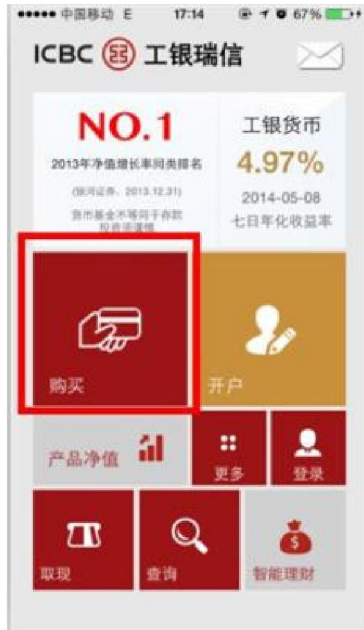 中国移动 E 17:14 67%
ICBC 工银瑞信
NO.1
2013年净值增长率同类排名
(银河证券, 2013.12.31)
货币基金不等同于存款
投资须谨慎
工银货币
4.97%
2014-05-08
七日年化收益率
购买
开户
产品净值
更多
登录
取现
查询
智能理财